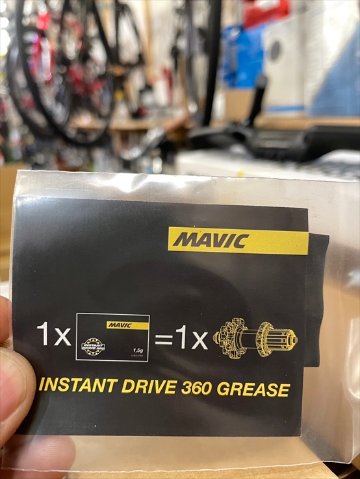 MAVIC
1x MAVIC 1.5g =1x
INSTANT DRIVE 360 GREASE